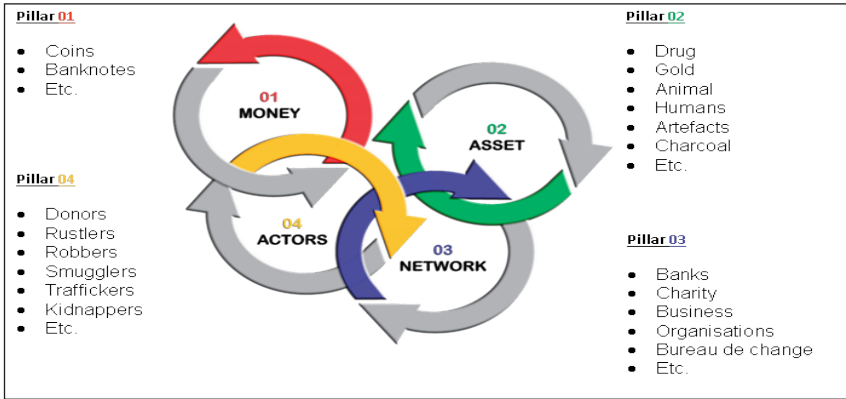 Pillar 01
• Coins
• Banknotes
• Etc.
01
MONEY
Pillar 02
• Drug
• Gold
• Animal
• Humans
• Artefacts
• Charcoal
• Etc.
02
ASSET
Pillar 04
• Donors
• Rustlers
• Robbers
• Smugglers
• Traffickers
• Kidnappers
• Etc.
04
ACTORS
03
NETWORK
Pillar 03
• Banks
• Charity
• Business
• Organisations
• Bureau de change
• Etc.